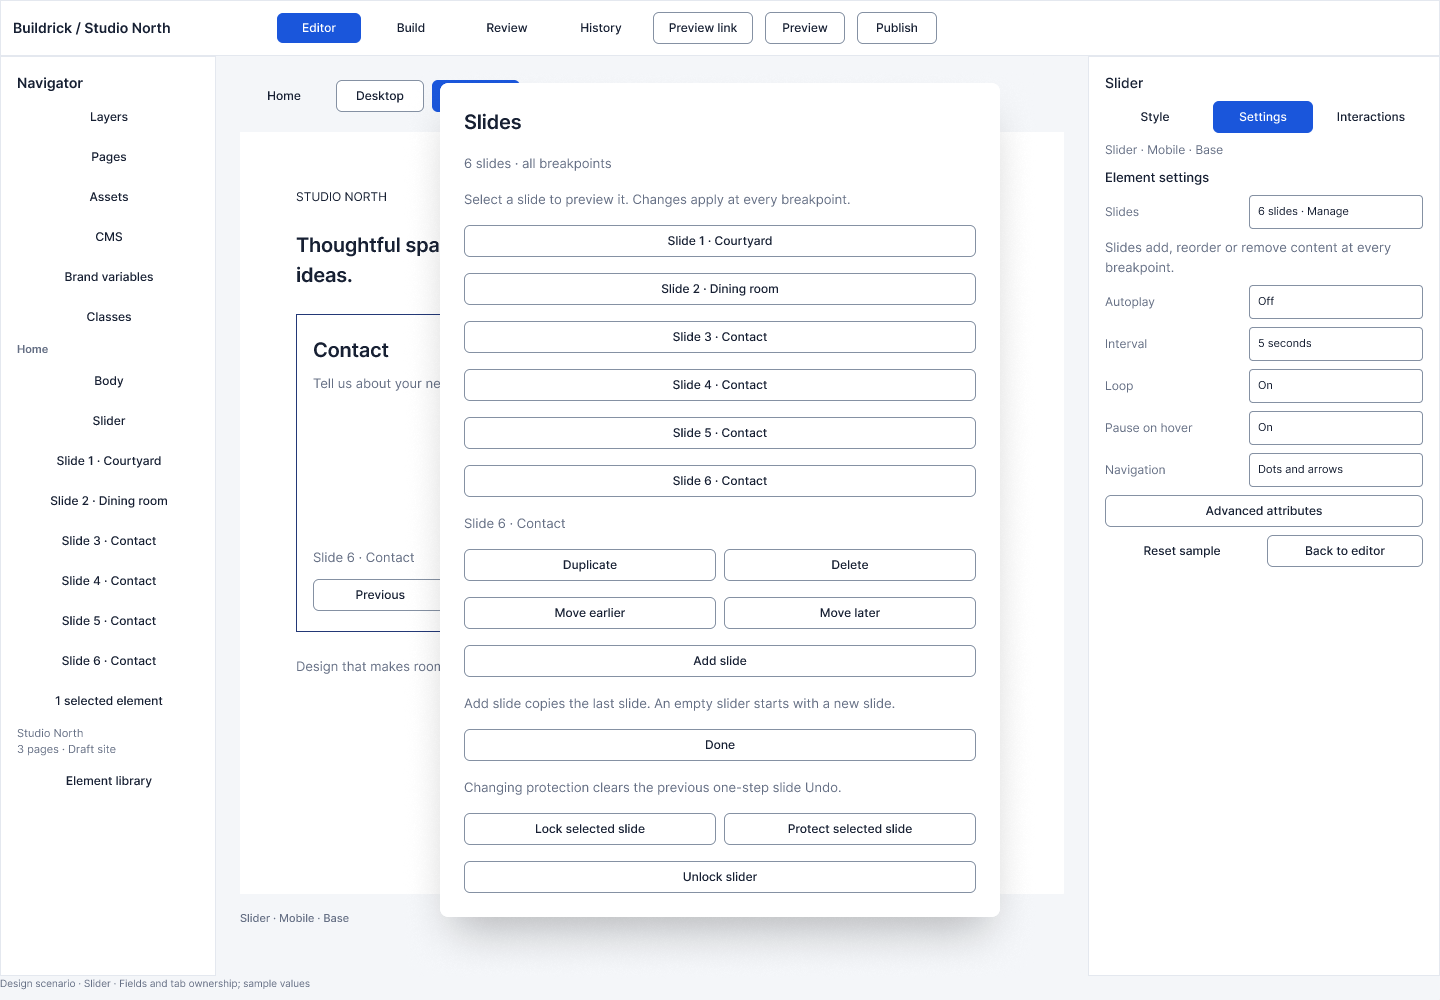 Buildrick / Studio North
Editor
Build
Review
History
Preview link
Preview
Publish
Navigator
Layers
Pages
Assets
CMS
Brand variables
Classes
Home
Body
Slider
Slide 1 · Courtyard
Slide 2 · Dining room
Slide 3 · Contact
Slide 4 · Contact
Slide 5 · Contact
Slide 6 · Contact
1 selected element
Studio North
3 pages · Draft site
Element library
Home
Desktop
STUDIO NORTH
Thoughtful spa
ideas.
Contact
Tell us about your ne
Slide 6 · Contact
Previous
Design that makes room
Slider · Mobile · Base
Slides
6 slides · all breakpoints
Select a slide to preview it. Changes apply at every breakpoint.
Slide 1 · Courtyard
Slide 2 · Dining room
Slide 3 · Contact
Slide 4 · Contact
Slide 5 · Contact
Slide 6 · Contact
Slide 6 · Contact
Duplicate
Delete
Move earlier
Move later
Add slide
Add slide copies the last slide. An empty slider starts with a new slide.
Done
Changing protection clears the previous one-step slide Undo.
Lock selected slide
Protect selected slide
Unlock slider
Slider
Style
Settings
Interactions
Slider · Mobile · Base
Element settings
Slides
6 slides · Manage
Slides add, reorder or remove content at every
breakpoint.
Autoplay
Off
Interval
5 seconds
Loop
On
Pause on hover
On
Navigation
Dots and arrows
Advanced attributes
Reset sample
Back to editor
Design scenario · Slider · Fields and tab ownership; sample values